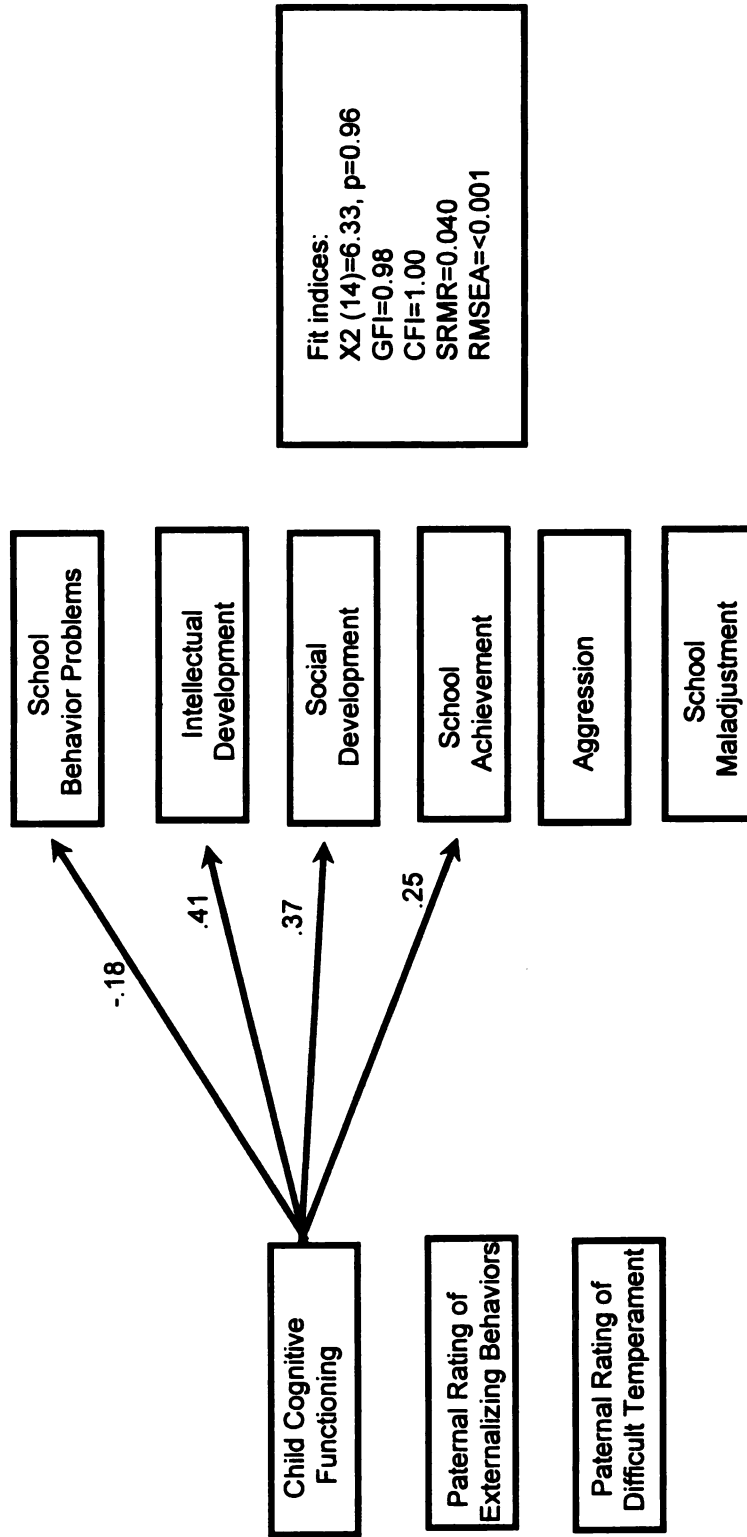 Child Cognitive
Functioning
Paternal Rating of
Externalizing Behaviors
Paternal Rating of
Difficult Temperament
-.18
.41
.37
.25
School
Behavior Problems
Intellectual
Development
Social
Development
School
Achievement
Aggression
School
Maladjustment
Fit indices:
X2 (14)=6.33, p=0.96
GFI=0.98
CFI=1.00
SRMR=0.040
RMSEA=<0.001